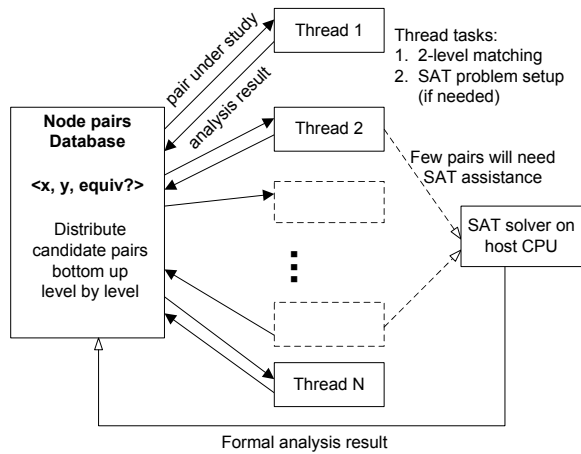 Thread 1
Thread tasks:
1. 2-level matching
2. SAT problem setup
(if needed)
pair under study
analysis result
Node pairs
Database
<x, y, equiv?>
Distribute
candidate pairs
bottom up
level by level
Thread 2
Few pairs will need
SAT assistance
SAT solver on
host CPU
Thread N
Formal analysis result